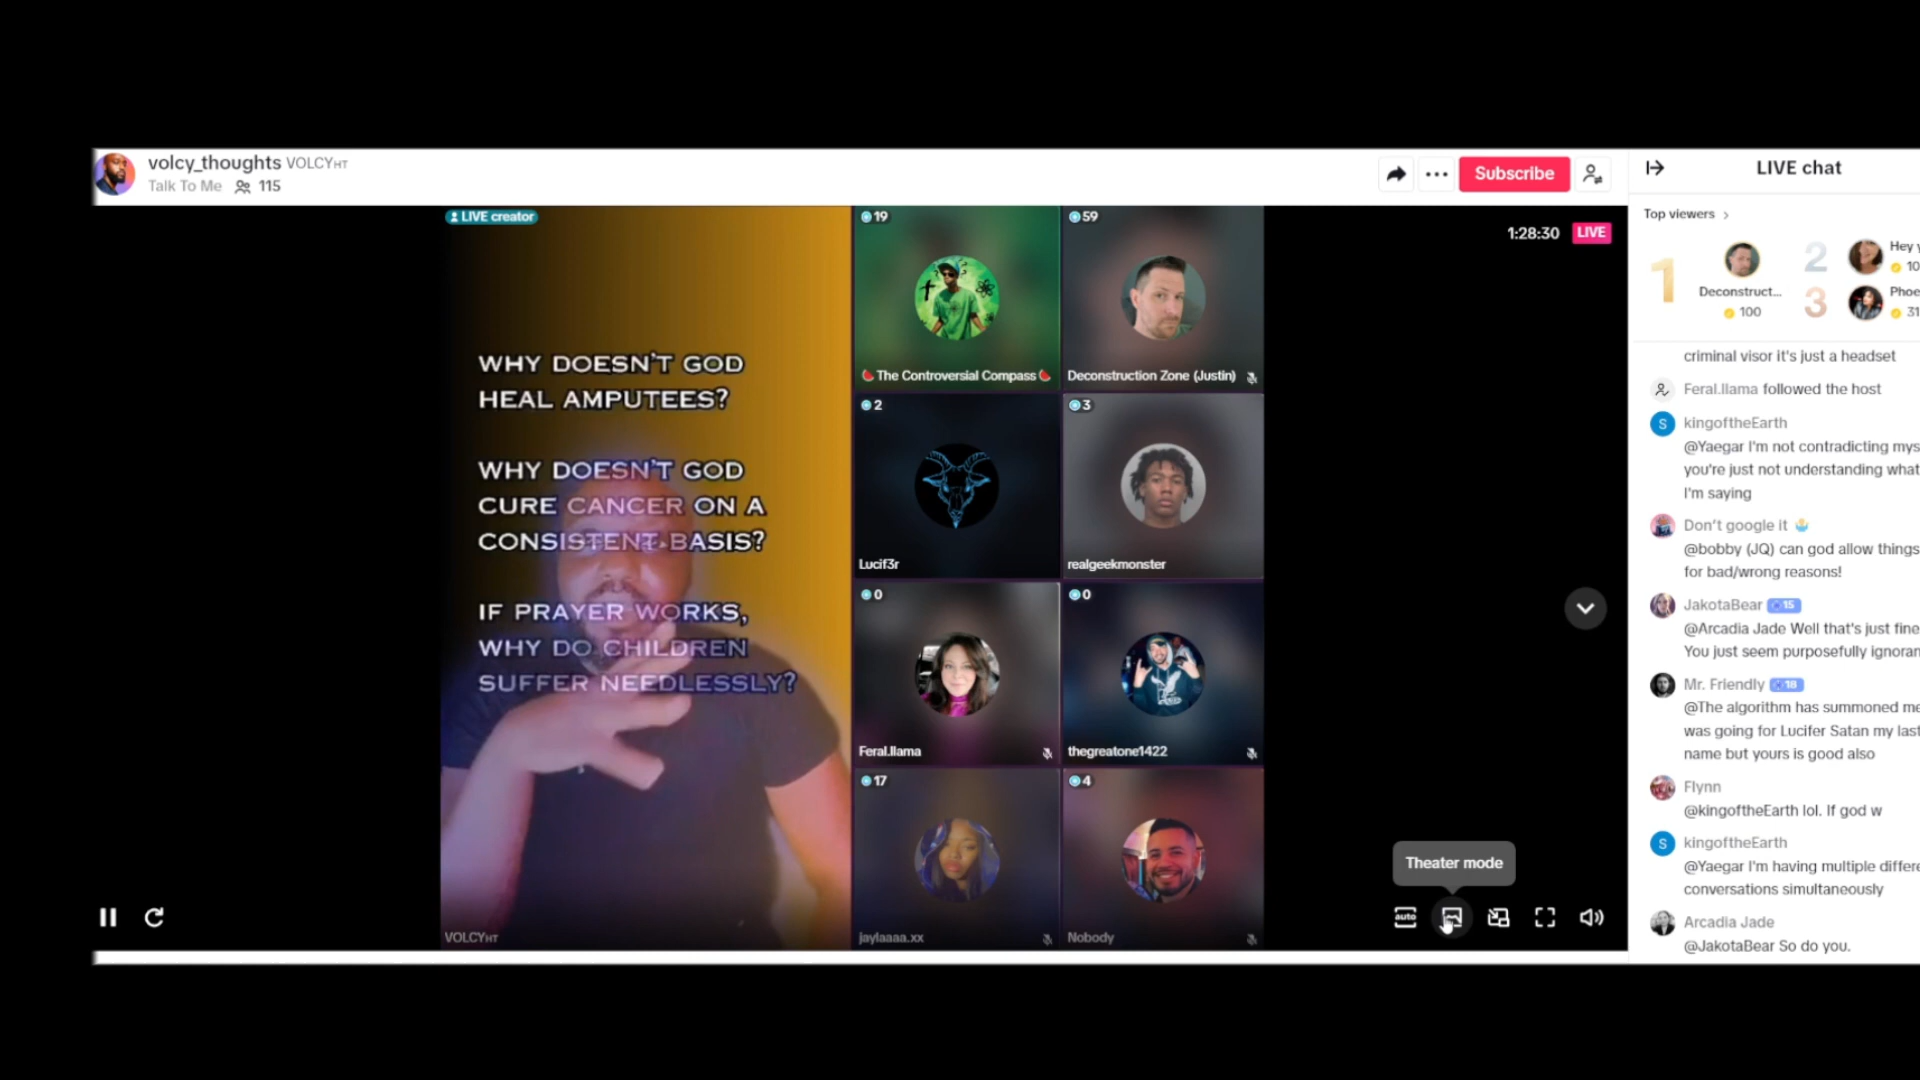 volcy_thoughts VOLCYHT
Talk To Me 115
Subscribe
LIVE creator
1:28:30 LIVE
WHY DOESN'T GOD
HEAL AMPUTEES?
WHY DOESN'T GOD
CURE CANCER ON A
CONSISTENT BASIS?
IF PRAYER WORKS,
WHY DO CHILDREN
SUFFER NEEDLESSLY?
VOLCYHT
19
🍉 The Controversial Compass 🍉
59
Deconstruction Zone (Justin)
2
Lucif3r
3
realgeekmonster
0
Feral.llama
0
thegreatone1422
17
jaylaaaa.xx
4
Nobody
Theater mode
auto
LIVE chat
Top viewers
1
Deconstruct...
100
2
Hey y
10
3
Phoe
31
criminal visor it's just a headset
Feral.llama followed the host
S kingoftheEarth
@Yaegar I'm not contradicting mys
you're just not understanding what
I'm saying
Don't google it
@bobby (JQ) can god allow things
for bad/wrong reasons!
JakotaBear 15
@Arcadia Jade Well that's just fine
You just seem purposefully ignoran
Mr. Friendly 18
@The algorithm has summoned me
was going for Lucifer Satan my last
name but yours is good also
Flynn
@kingoftheEarth lol. If god w
S kingoftheEarth
@Yaegar I'm having multiple differe
conversations simultaneously
Arcadia Jade
@JakotaBear So do you.